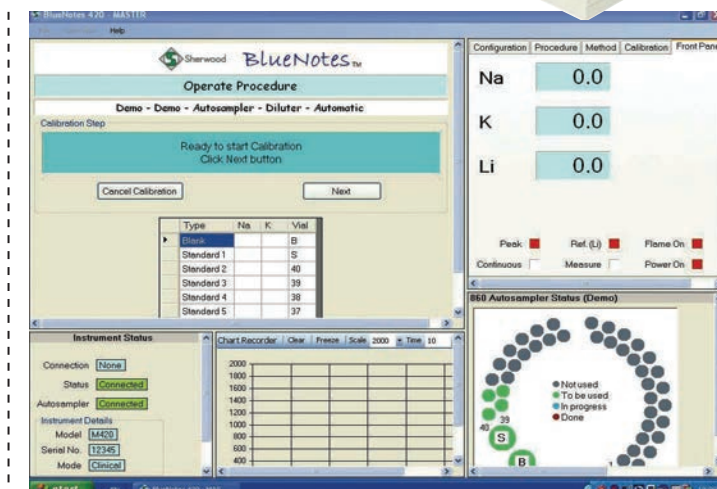 BlueNotes 420 - MASTER
Help
Sherwood BlueNotes TM
Operate Procedure
Demo - Demo - Autosampler - Diluter - Automatic
Calibration Step
Ready to start Calibration
Click Next button
Cancel Calibration Next
Type Na K Vial
Blank B
Standard 1 S
Standard 2 40
Standard 3 39
Standard 4 38
Standard 5 37
Configuration Procedure Method Calibration Front Pane
Na 0.0
K 0.0
Li 0.0
Peak Ref. (Li) Flame On
Continuous Measure Power On
Instrument Status
Connection None
Status Connected
Autosampler Connected
Instrument Details
Model M420
Serial No. 12345
Mode Clinical
Chart Recorder Clear Freeze Scale 2000 Time 10
2000
1800
1600
1400
1200
1000
800
600
400
860 Autosampler Status (Demo)
Not used
To be used
In progress
Done
40 39
S
B
1
start